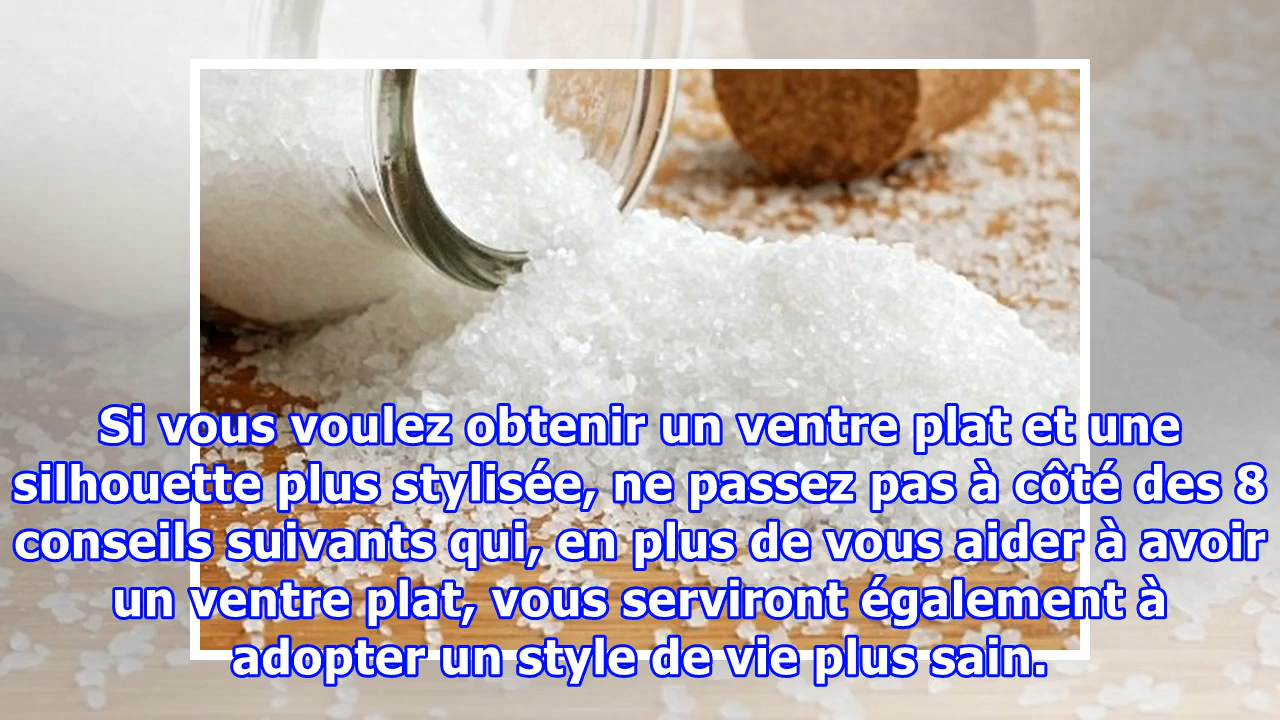 Si vous voulez obtenir un ventre plat et une
silhouette plus stylisée, ne passez pas à côté des 8
conseils suivants qui, en plus de vous aider à avoir
un ventre plat, vous serviront également à
adopter un style de vie plus sain.